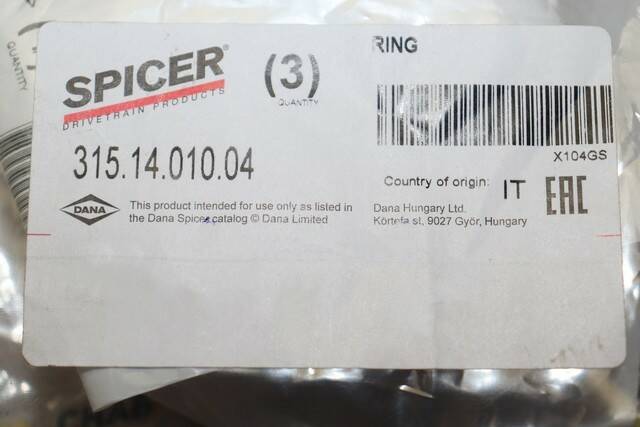 SPICER®
DRIVETRAIN PRODUCTS
(3)
QUANTITY
RING
X104GS
315.14.010.04
Country of origin: IT
EAC
DANA
This product intended for use only as listed in
the Dana Spicer catalog © Dana Limited
Dana Hungary Ltd.
st, 9027 Győr, Hungary
QUANTITY